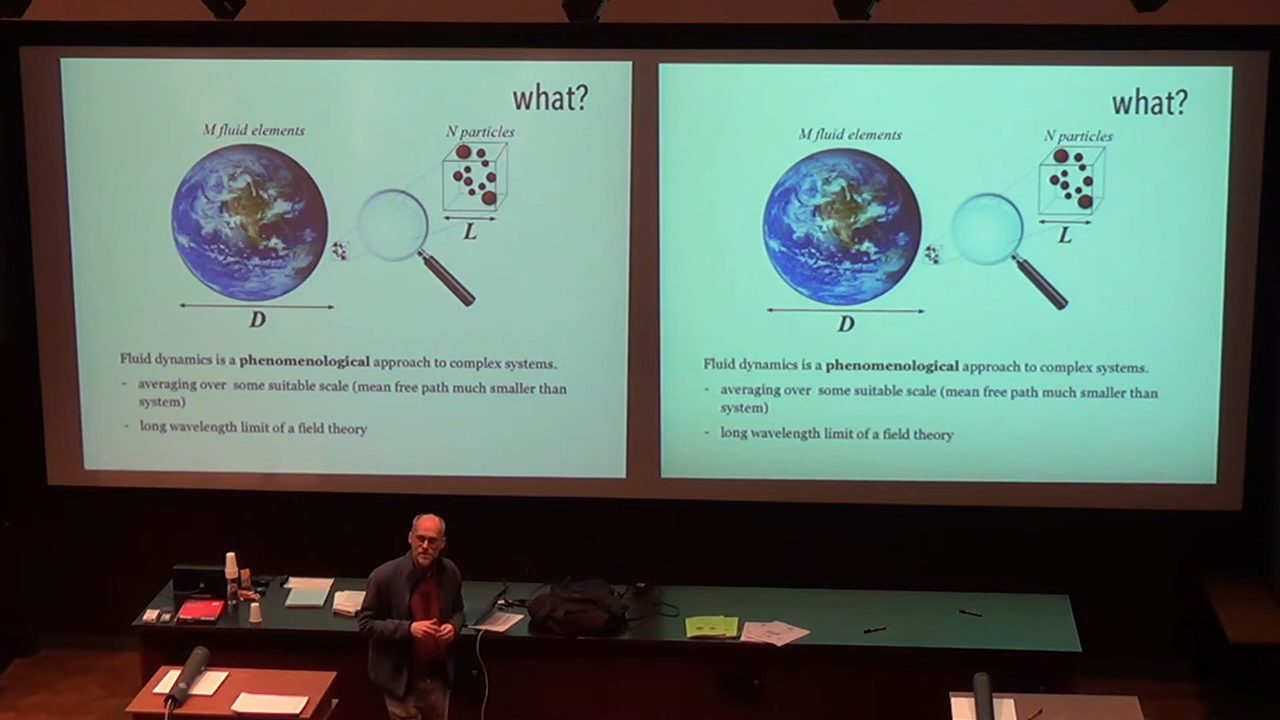 what?
M fluid elements
N particles
L
D
Fluid dynamics is a phenomenological approach to complex systems.
- averaging over some suitable scale (mean free path much smaller than
system)
- long wavelength limit of a field theory
what?
M fluid elements
N particles
L
D
Fluid dynamics is a phenomenological approach to complex systems.
- averaging over some suitable scale (mean free path much smaller than
system)
- long wavelength limit of a field theory